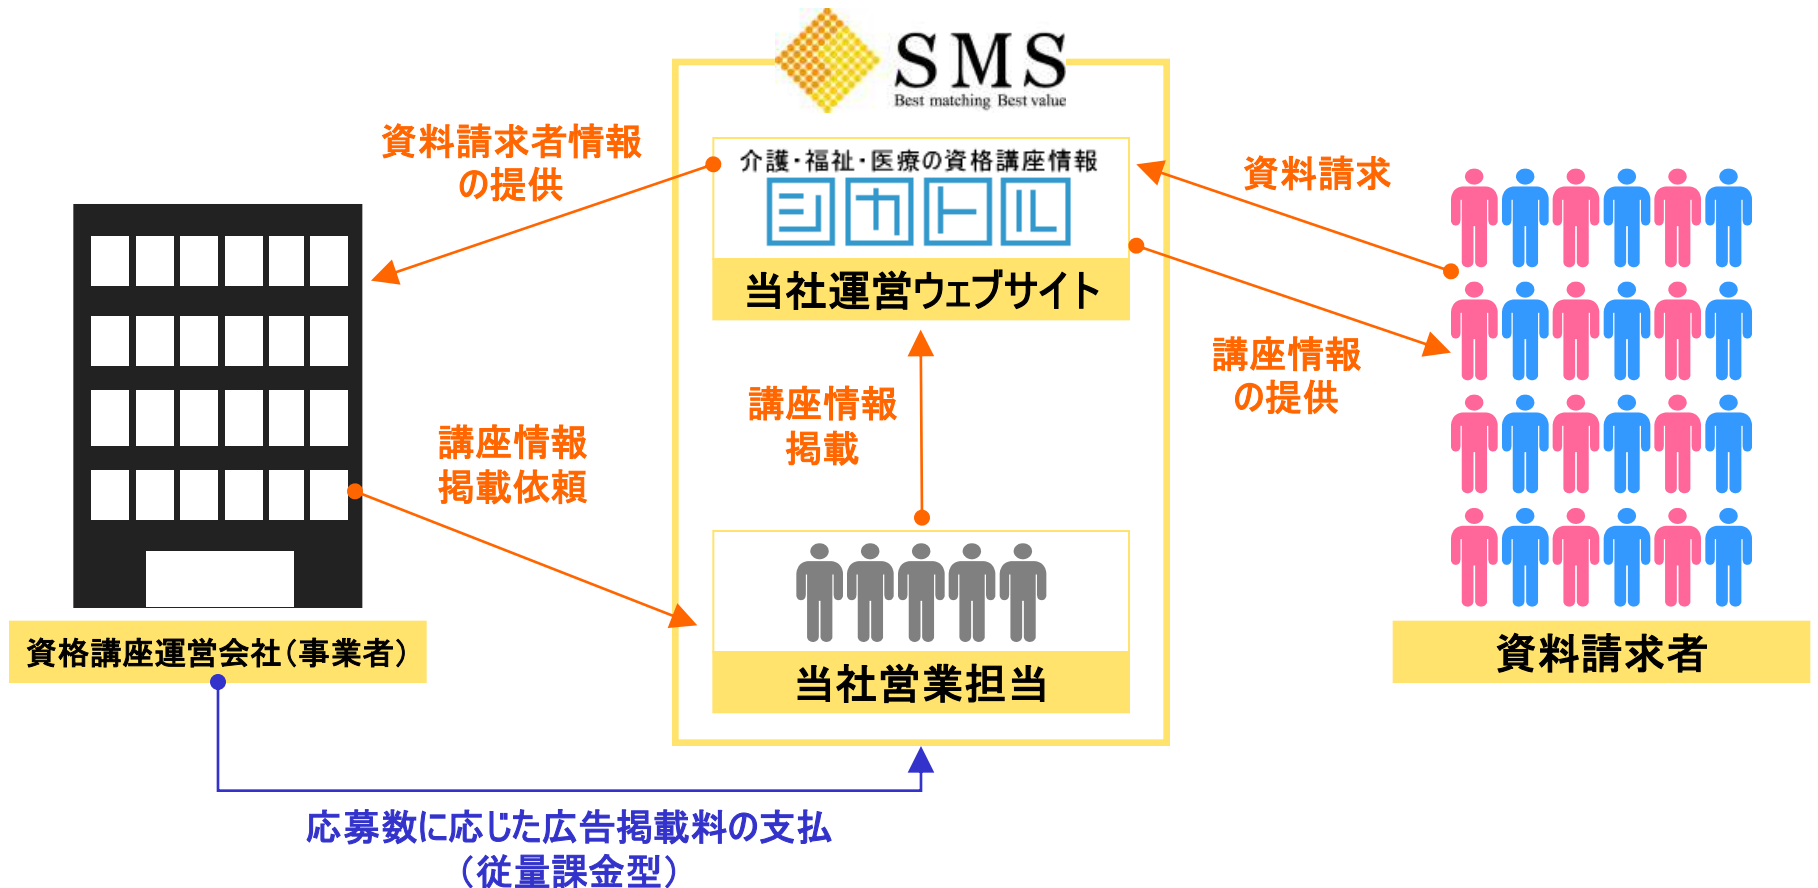 SMS
Best matching Best value
資料請求者情報
の提供
介護・福祉・医療の資格講座情報
シカトル
当社運営ウェブサイト
資料請求
講座情報
の提供
講座情報
掲載
講座情報
掲載依頼
当社営業担当
資格講座運営会社（事業者）
資料請求者
応募数に応じた広告掲載料の支払
（従量課金型）